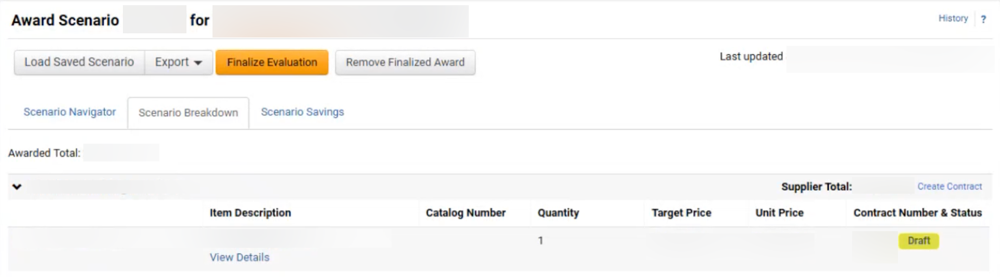 Award Scenario for
History ?
Load Saved Scenario Export Finalize Evaluation Remove Finalized Award
Last updated
Scenario Navigator Scenario Breakdown Scenario Savings
Awarded Total:
Supplier Total: Create Contract
Item Description Catalog Number Quantity Target Price Unit Price Contract Number & Status
1 Draft
View Details